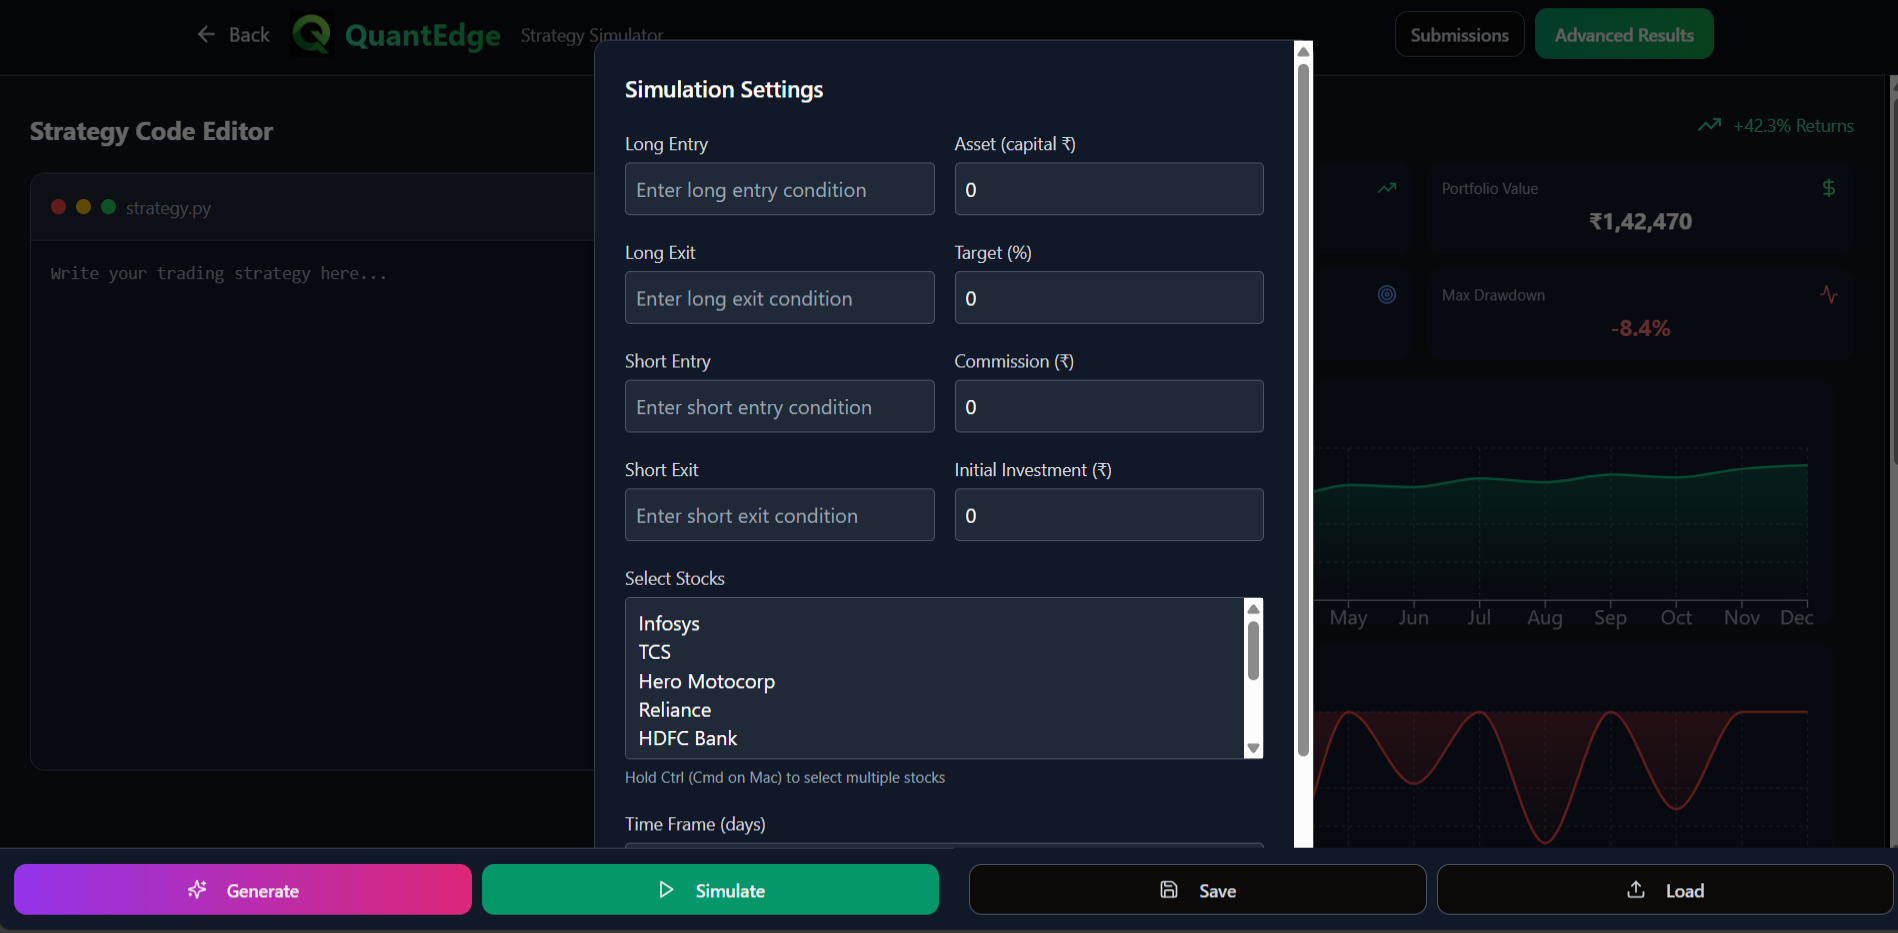 Back
QuantEdge
Strategy Simulator
Submissions
Advanced Results
Strategy Code Editor
strategy.py
Write your trading strategy here...
Simulation Settings
Long Entry
Asset (capital ₹)
Enter long entry condition
0
Long Exit
Target (%)
Enter long exit condition
0
Short Entry
Commission (₹)
Enter short entry condition
0
Short Exit
Initial Investment (₹)
Enter short exit condition
0
Select Stocks
Infosys
TCS
Hero Motocorp
Reliance
HDFC Bank
Hold Ctrl (Cmd on Mac) to select multiple stocks
Time Frame (days)
+42.3% Returns
Portfolio Value
$
₹1,42,470
Max Drawdown
-8.4%
May Jun Jul Aug Sep Oct Nov Dec
Generate
Simulate
Save
Load